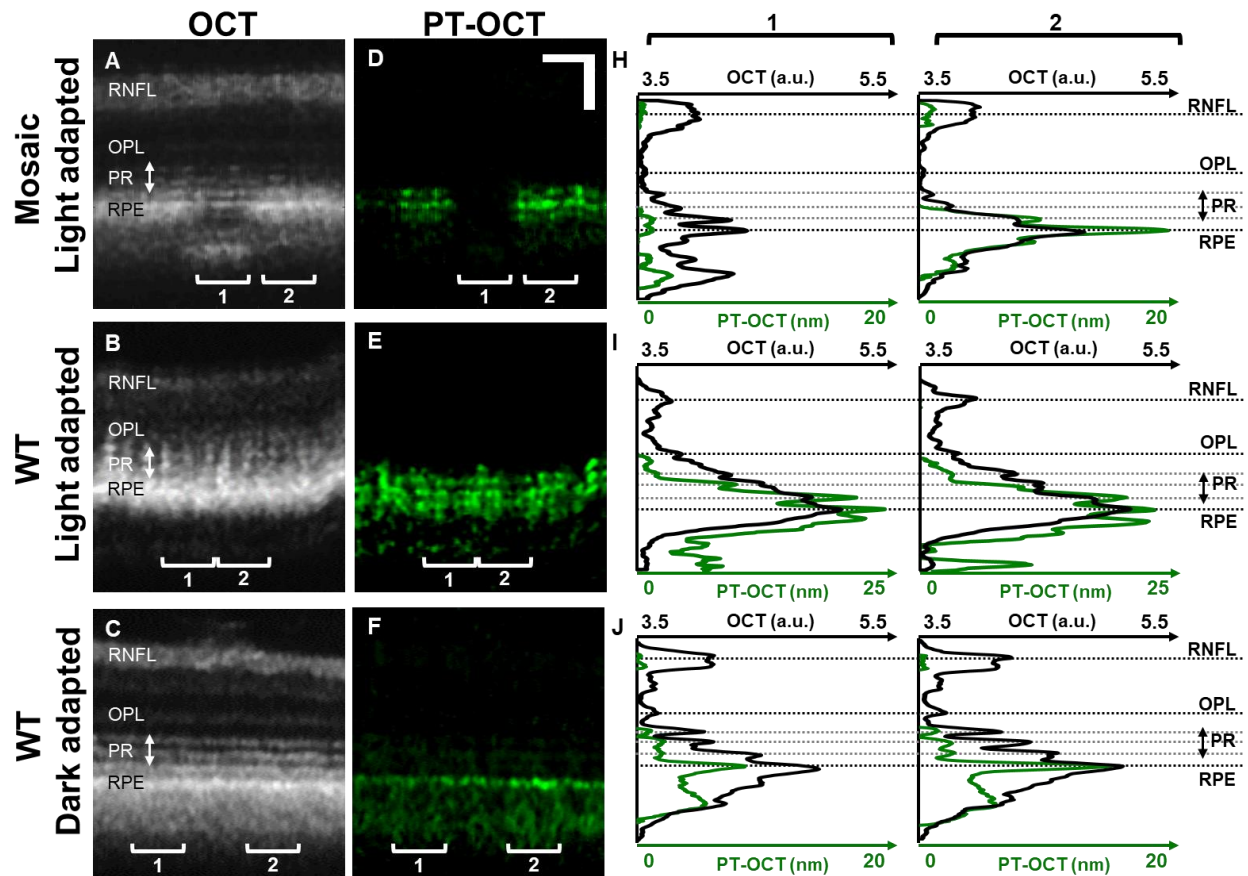 OCT
PT-OCT
1
2
Mosaic
Light adapted
A
RNFL
OPL
PR
RPE
1
2
D
1
2
H
3.5
OCT (a.u.)
5.5
0
PT-OCT (nm)
20
3.5
OCT (a.u.)
5.5
RNFL
OPL
PR
RPE
0
PT-OCT (nm)
20
WT
Light adapted
B
RNFL
OPL
PR
RPE
1
2
E
1
2
I
3.5
OCT (a.u.)
5.5
0
PT-OCT (nm)
25
3.5
OCT (a.u.)
5.5
RNFL
OPL
PR
RPE
0
PT-OCT (nm)
25
WT
Dark adapted
C
RNFL
OPL
PR
RPE
1
2
F
1
2
J
3.5
OCT (a.u.)
5.5
0
PT-OCT (nm)
20
3.5
OCT (a.u.)
5.5
RNFL
OPL
PR
RPE
0
PT-OCT (nm)
20